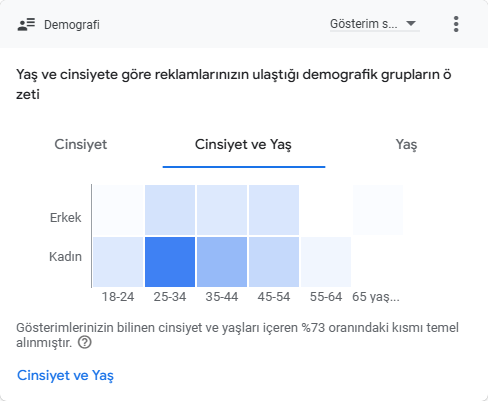 Demografi
Gösterim s...
Yaş ve cinsiyete göre reklamlarınızın ulaştığı demografik grupların ö
zeti
Cinsiyet
Cinsiyet ve Yaş
Yaş
Erkek
Kadın
18-24 25-34 35-44 45-54 55-64 65 yaş...
Gösterimlerinizin bilinen cinsiyet ve yaşları içeren %73 oranındaki kısmı temel
alınmıştır.
Cinsiyet ve Yaş